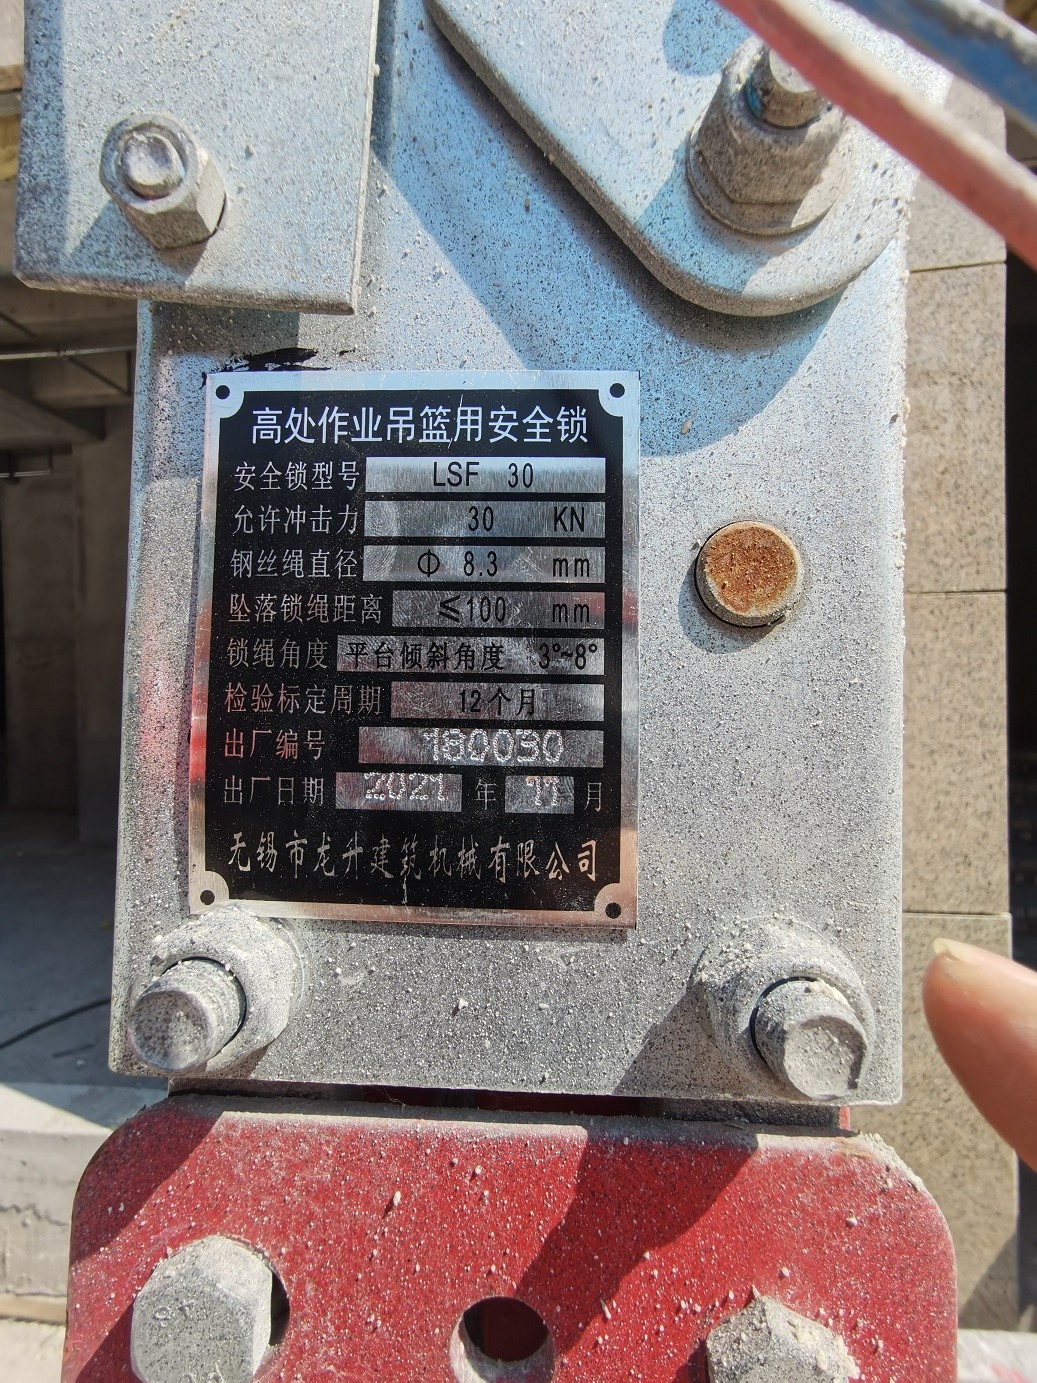 高处作业吊篮用安全锁
安全锁型号 LSF 30
允许冲击力 30 KN
钢丝绳直径 Φ 8.3 mm
坠落锁绳距离 ≤100 mm
锁绳角度 平台倾斜角度 3°~8°
检验标定周期 12个月
出厂编号 180030
出厂日期 2021 年 11 月
无锡市龙升建筑机械有限公司